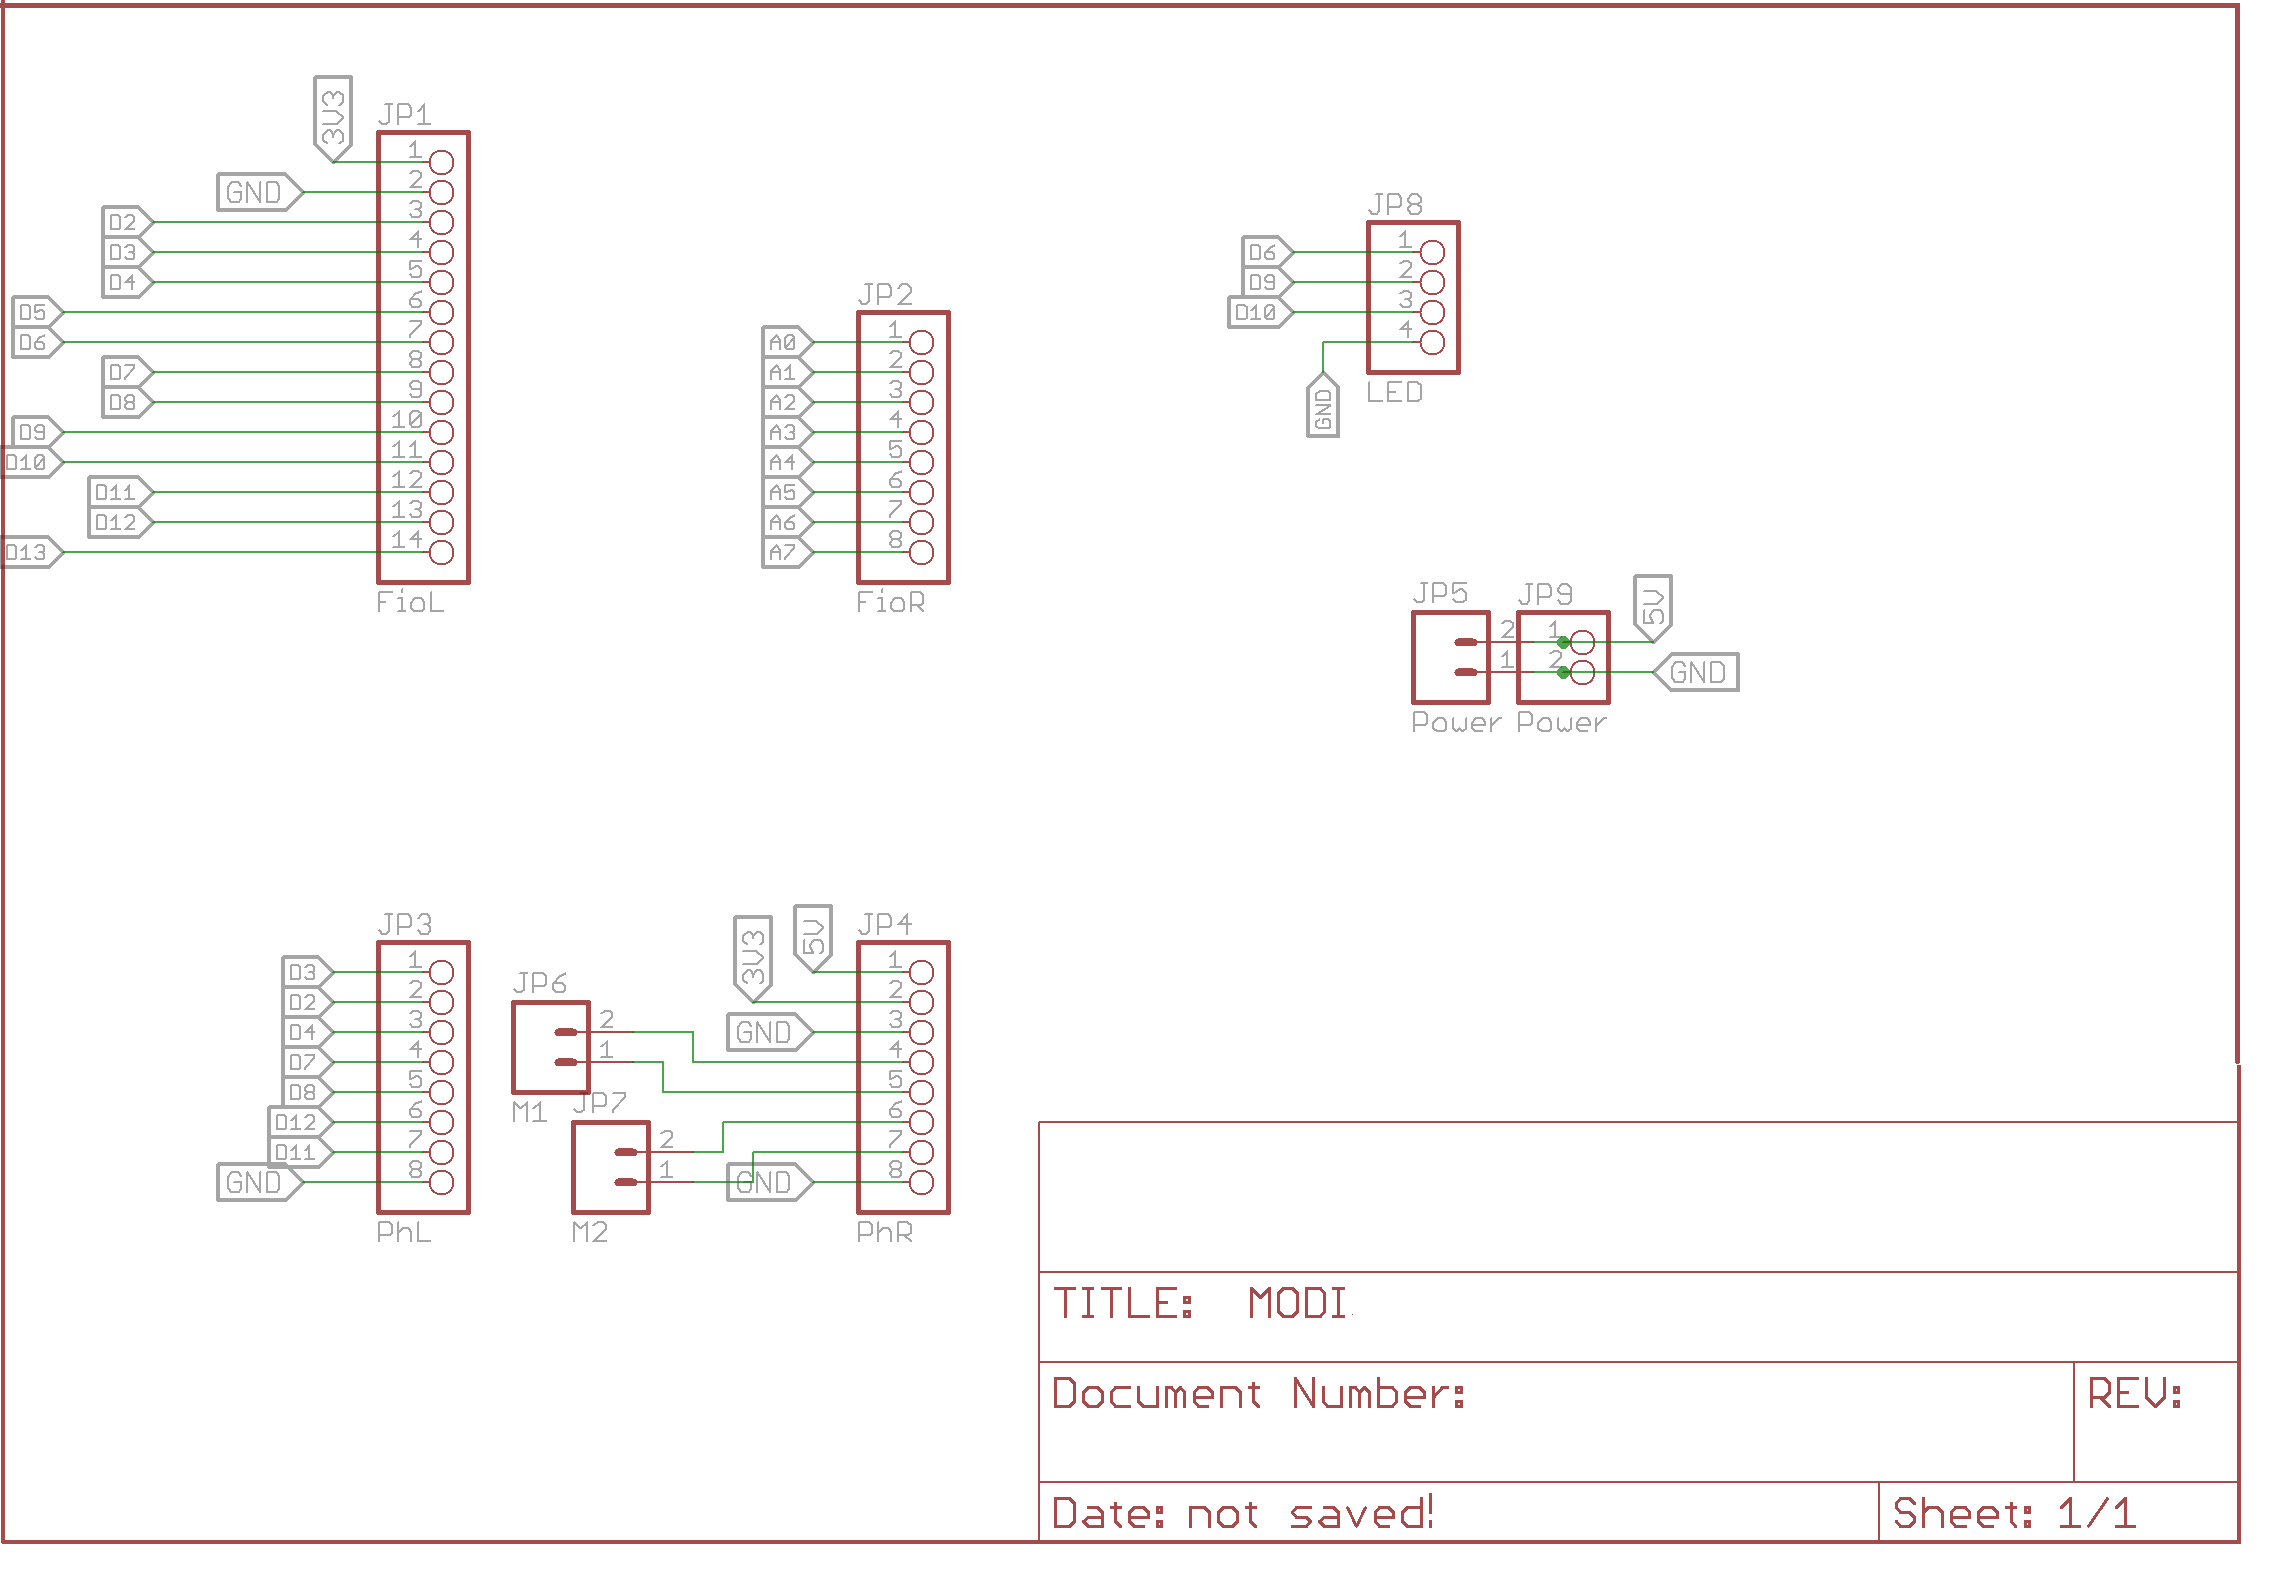 3V3
JP1
1
GND
2
D2
3
D3
4
D4
5
D5
6
D6
7
D7
8
D8
9
D9
10
D10
11
D11
12
D12
13
D13
14
FioL
JP2
A0
1
A1
2
A2
3
A3
4
A4
5
A5
6
A6
7
A7
8
FioR
JP8
D6
1
D9
2
D10
3
4
GND
LED
JP5
JP9
5V
2
1
1
2
GND
Power
Power
JP3
D3
1
D2
2
D4
3
D7
4
D8
5
D12
6
D11
7
GND
8
PhL
JP6
2
1
M1
JP7
2
1
M2
3V3
5V
JP4
1
2
GND
3
4
5
6
7
GND
8
PhR
TITLE: MODI
Document Number:
REV:
Date: not saved!
Sheet: 1/1